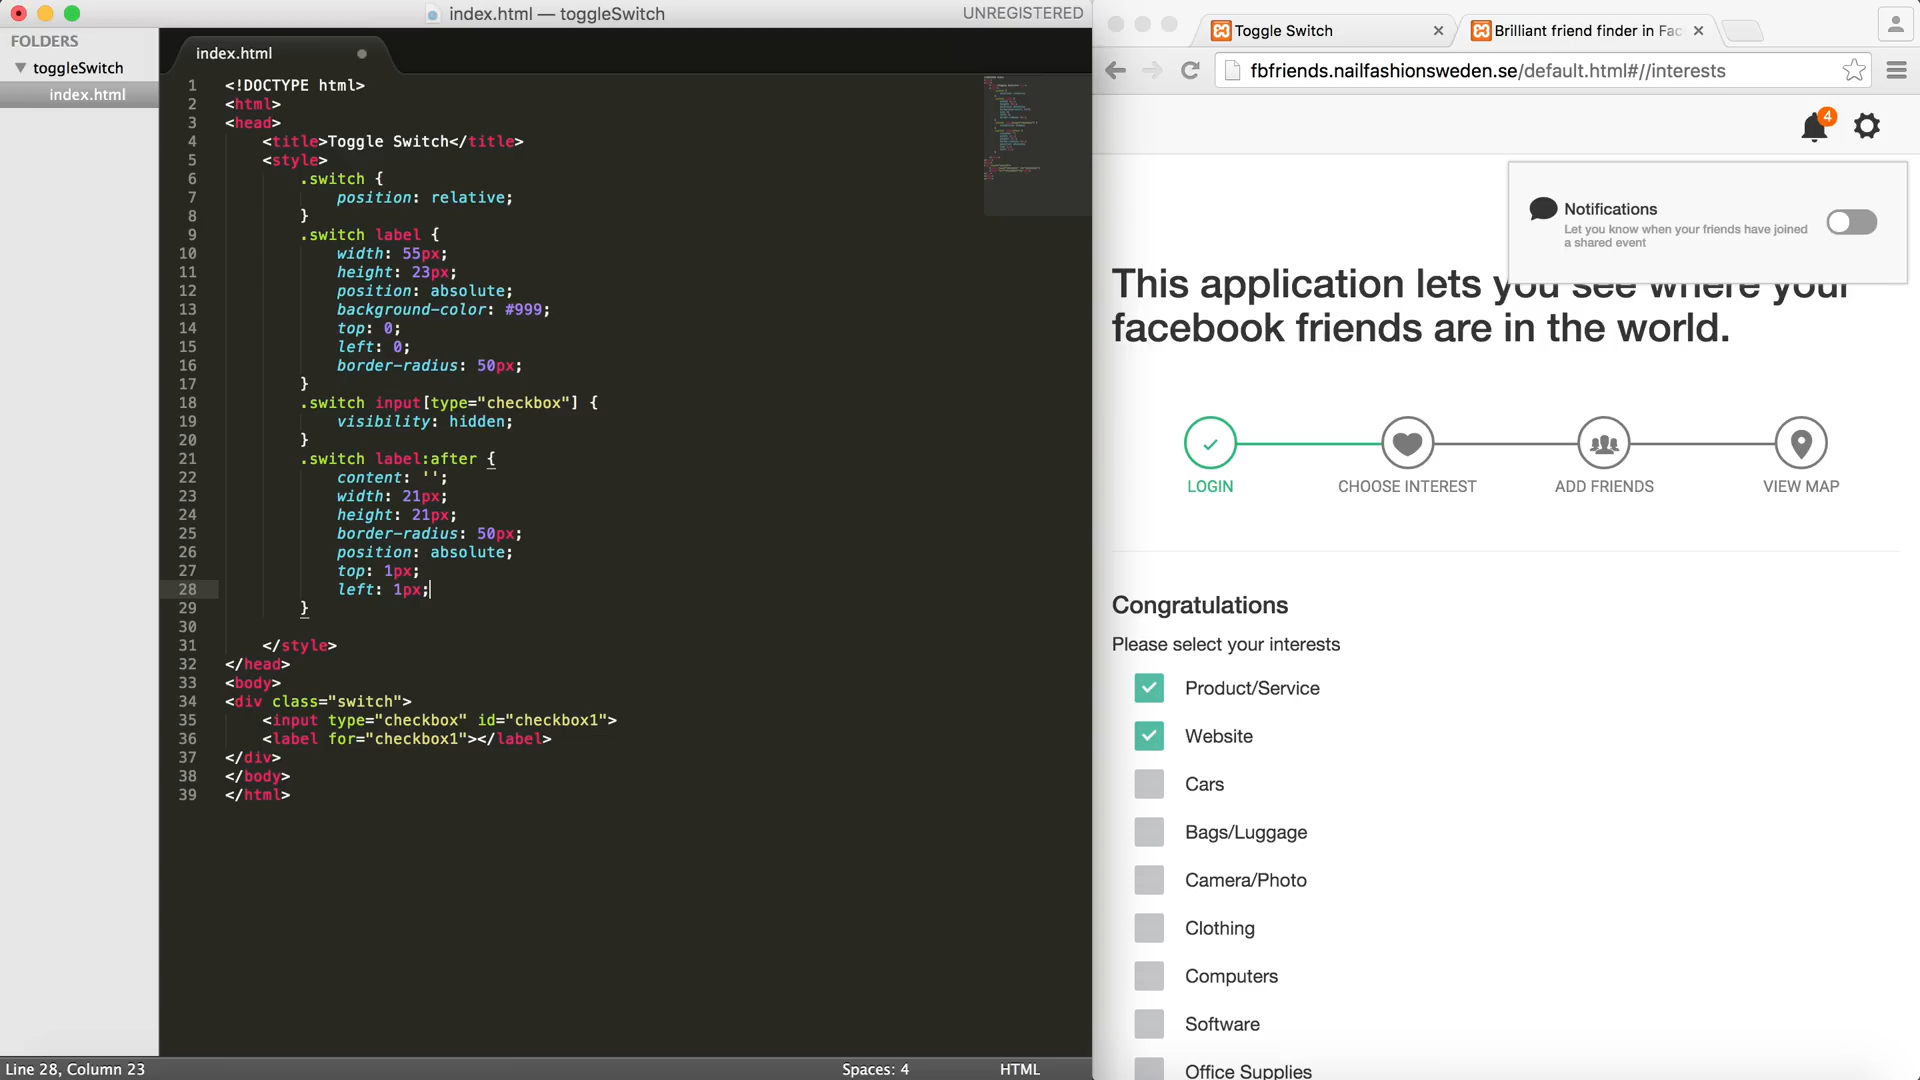 index.html — toggleSwitch
UNREGISTERED
FOLDERS
toggleSwitch
index.html
index.html
1 <!DOCTYPE html>
2 <html>
3 <head>
4 <title>Toggle Switch</title>
5 <style>
6 .switch {
7 position: relative;
8 }
9 .switch label {
10 width: 55px;
11 height: 23px;
12 position: absolute;
13 background-color: #999;
14 top: 0;
15 left: 0;
16 border-radius: 50px;
17 }
18 .switch input[type="checkbox"] {
19 visibility: hidden;
20 }
21 .switch label:after {
22 content: '';
23 width: 21px;
24 height: 21px;
25 border-radius: 50px;
26 position: absolute;
27 top: 1px;
28 left: 1px;
29 }
30
31 </style>
32 </head>
33 <body>
34 <div class="switch">
35 <input type="checkbox" id="checkbox1">
36 <label for="checkbox1"></label>
37 </div>
38 </body>
39 </html>
Line 28, Column 23
Spaces: 4
HTML
Toggle Switch
Brilliant friend finder in Fac
fbfriends.nailfashionsweden.se/default.html#//interests
4
Notifications
Let you know when your friends have joined
a shared event
This application lets you see where your
facebook friends are in the world.
LOGIN
CHOOSE INTEREST
ADD FRIENDS
VIEW MAP
Congratulations
Please select your interests
Product/Service
Website
Cars
Bags/Luggage
Camera/Photo
Clothing
Computers
Software
Office Supplies